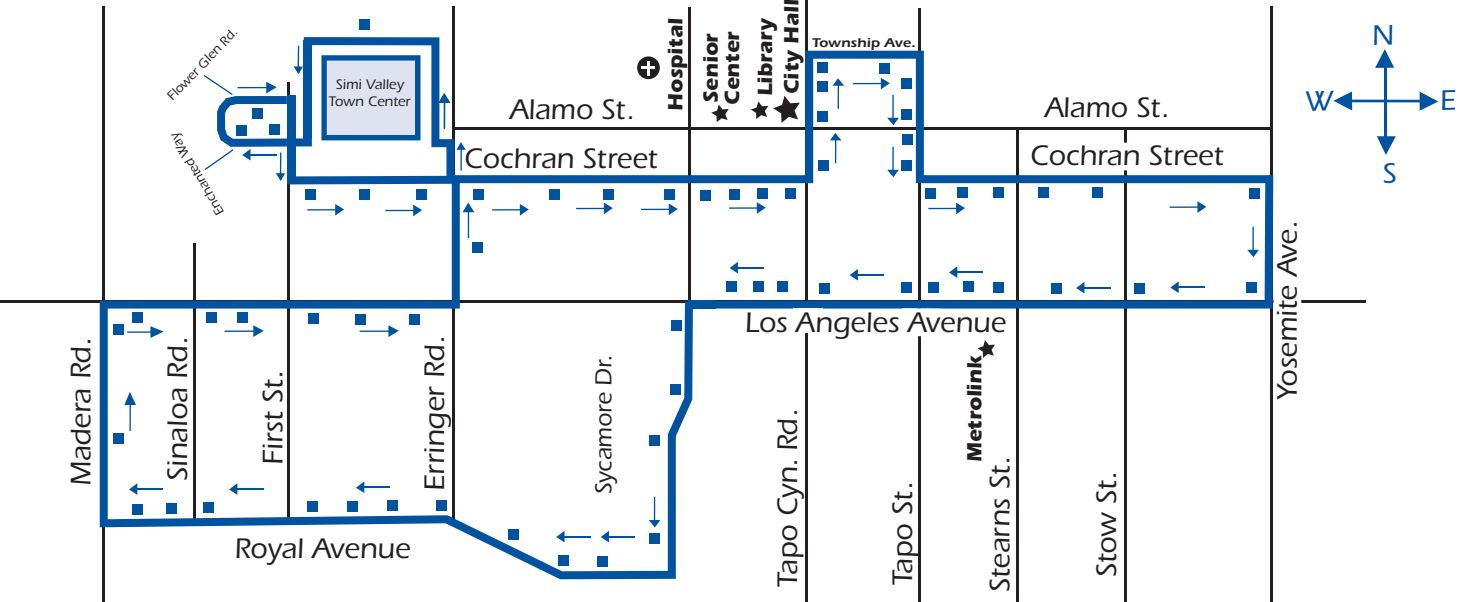 Flower Glen Rd.
Simi Valley
Town Center
Enchanted Way
Alamo St.
Cochran Street
Hospital
Senior
Center
Library
City Hall
Township Ave.
Alamo St.
Cochran Street
N
W
E
S
Los Angeles Avenue
Madera Rd.
Sinaloa Rd.
First St.
Erringer Rd.
Sycamore Dr.
Tapo Cyn. Rd.
Tapo St.
Metrolink
Stearns St.
Stow St.
Yosemite Ave.
Royal Avenue